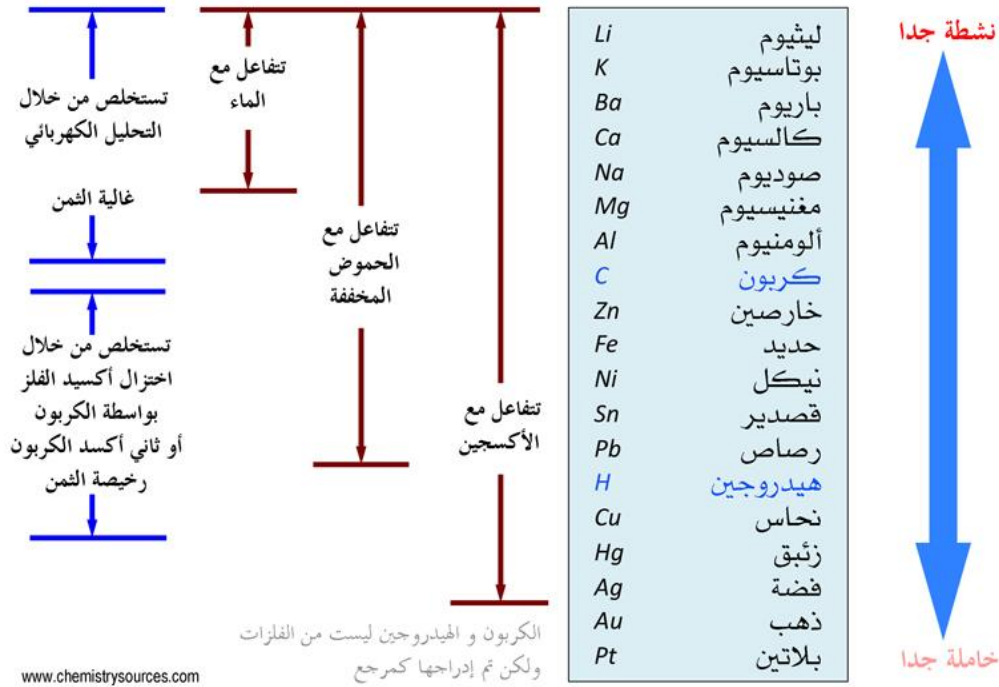 نشطة جدا
Li ليثيوم
K بوتاسيوم
Ba باريوم
Ca كالسيوم
Na صوديوم
Mg مغنيسيوم
Al ألومنيوم
C كربون
Zn خارصين
Fe حديد
Ni نيكل
Sn قصدير
Pb رصاص
H هيدروجين
Cu نحاس
Hg زئبق
Ag فضة
Au ذهب
Pt بلاتين
خاملة جدا
تتفاعل مع
الأكسجين
تتفاعل مع
الحموض
المخففة
تتفاعل مع
الماء
تستخلص من خلال
التحليل الكهربائي
غالية الثمن
تستخلص من خلال
اختزال أكسيد الفلز
بواسطة الكربون
أو ثاني أكسد الكربون
رخيصة الثمن
الكربون و الهيدروجين ليست من الفلزات
ولكن تم إدراجها كمرجع
www.chemistrysources.com